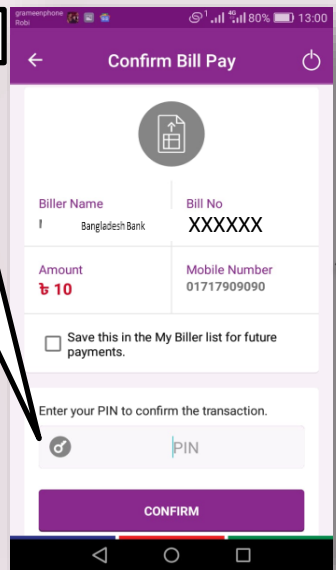 grameenphone
Robi
1
4G
80%
13:00
Confirm Bill Pay
Biller Name
Bill No
Bangladesh Bank
XXXXXX
Amount
Mobile Number
৳ 10
01717909090
Save this in the My Biller list for future
payments.
Enter your PIN to confirm the transaction.
PIN
CONFIRM